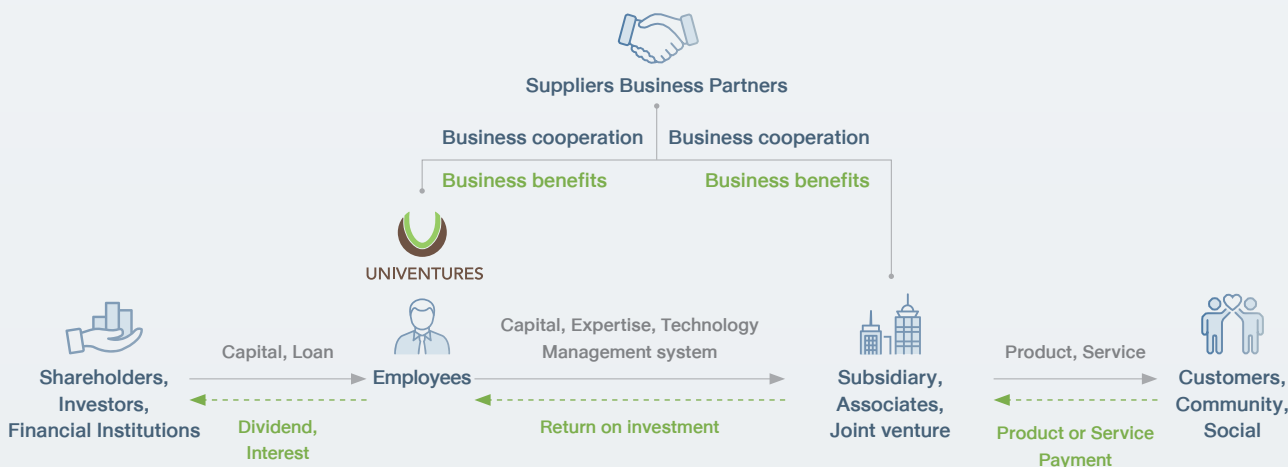 Suppliers Business Partners
Business cooperation
Business cooperation
Business benefits
Business benefits
UNIVENTURES
Shareholders,
Investors,
Financial Institutions
Capital, Loan
Dividend,
Interest
Employees
Capital, Expertise, Technology
Management system
Return on investment
Subsidiary,
Associates,
Joint venture
Product, Service
Product or Service
Payment
Customers,
Community,
Social